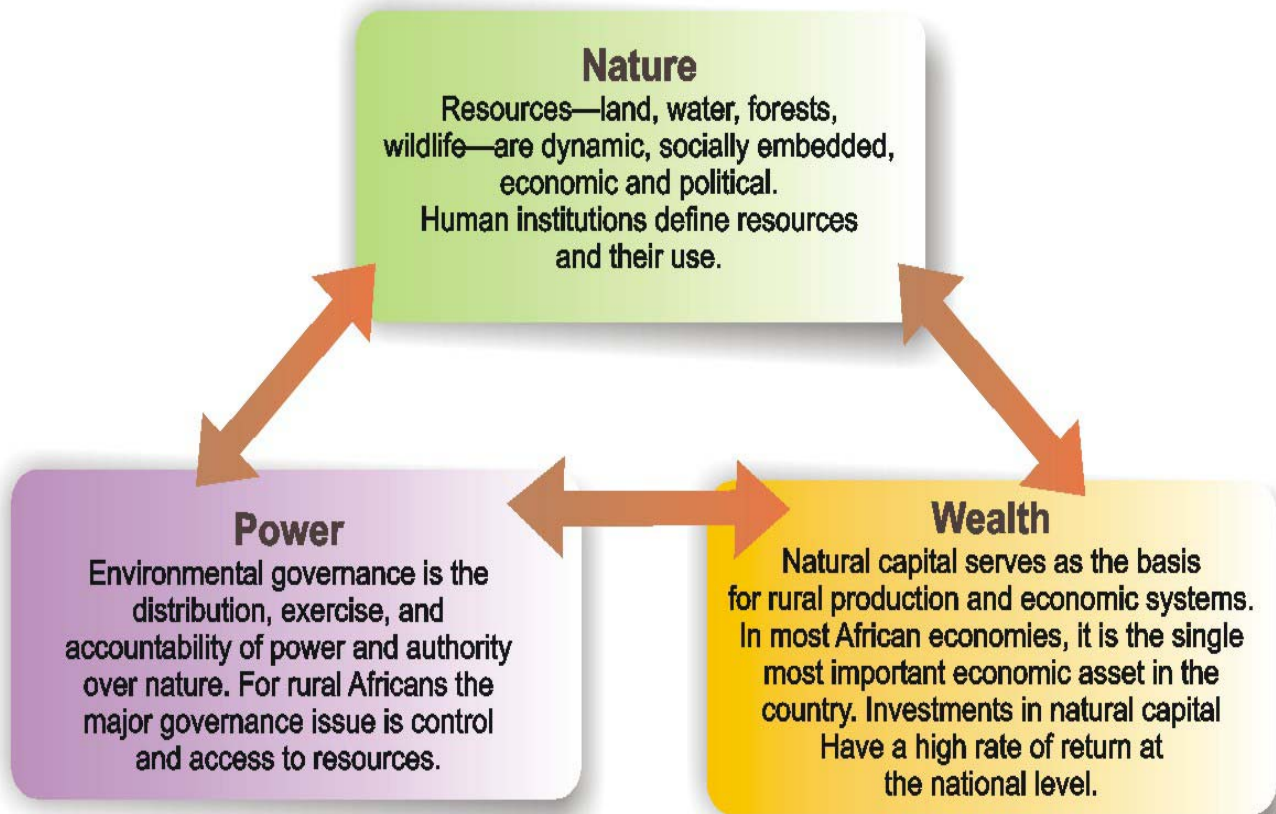 Nature
Resources—land, water, forests,
wildlife—are dynamic, socially embedded,
economic and political.
Human institutions define resources
and their use.
Power
Environmental governance is the
distribution, exercise, and
accountability of power and authority
over nature. For rural Africans the
major governance issue is control
and access to resources.
Wealth
Natural capital serves as the basis
for rural production and economic systems.
In most African economies, it is the single
most important economic asset in the
country. Investments in natural capital
Have a high rate of return at
the national level.